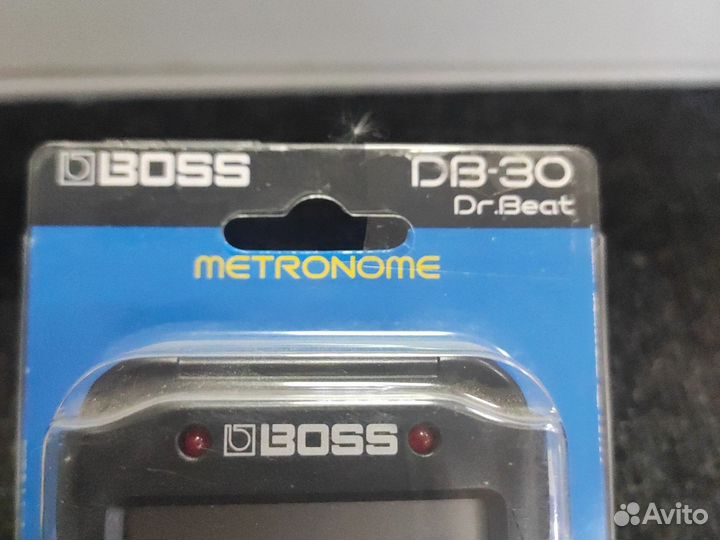 BOSS DB-30
Dr.Beat
METRONOME
BOSS
Avito